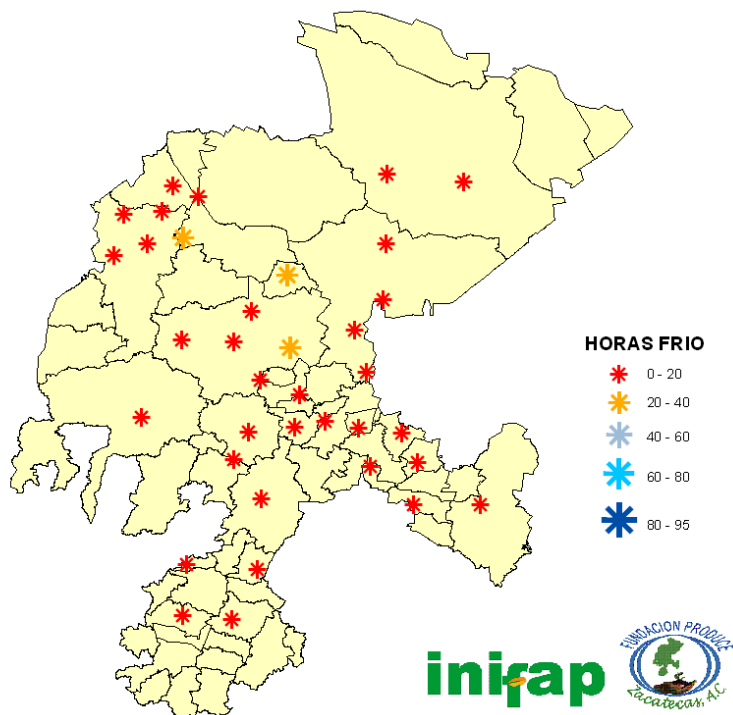 HORAS FRIO
0 - 20
20 - 40
40 - 60
60 - 80
80 - 95
inifap
FUNDACION PRODUCE
Zacatecas, A.C.